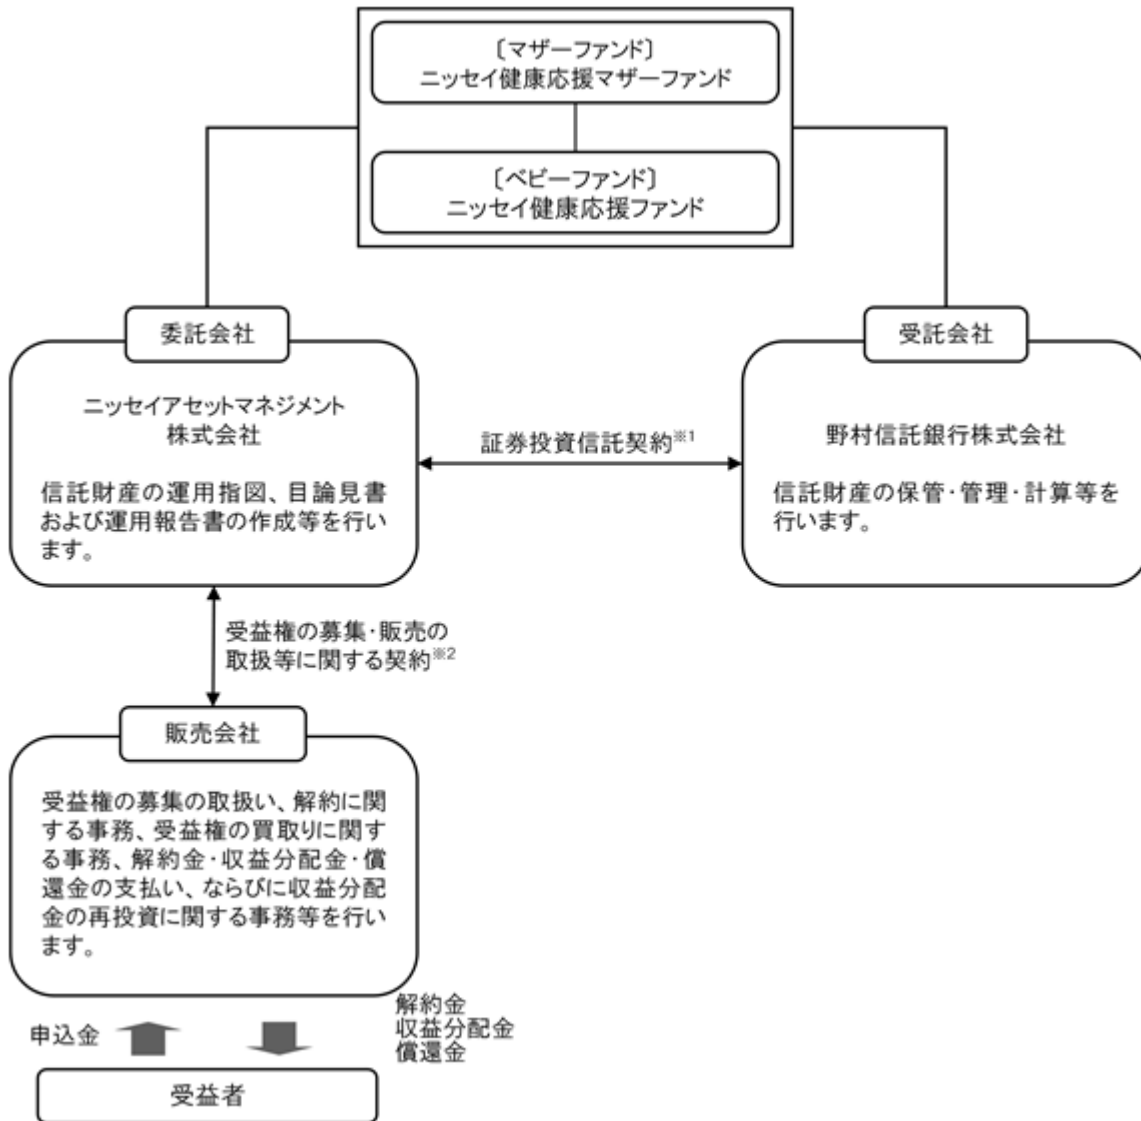 〔マザーファンド〕
ニッセイ健康応援マザーファンド
〔ベビーファンド〕
ニッセイ健康応援ファンド
委託会社
ニッセイアセットマネジメント
株式会社
信託財産の運用指図、目論見書
および運用報告書の作成等を行い
ます。
証券投資信託契約※1
受託会社
野村信託銀行株式会社
信託財産の保管・管理・計算等を
行います。
受益権の募集・販売の
取扱等に関する契約※2
販売会社
受益権の募集の取扱い、解約に関
する事務、受益権の買取りに関す
る事務、解約金・収益分配金・償
還金の支払い、ならびに収益分配
金の再投資に関する事務等を行い
ます。
申込金
解約金
収益分配金
償還金
受益者